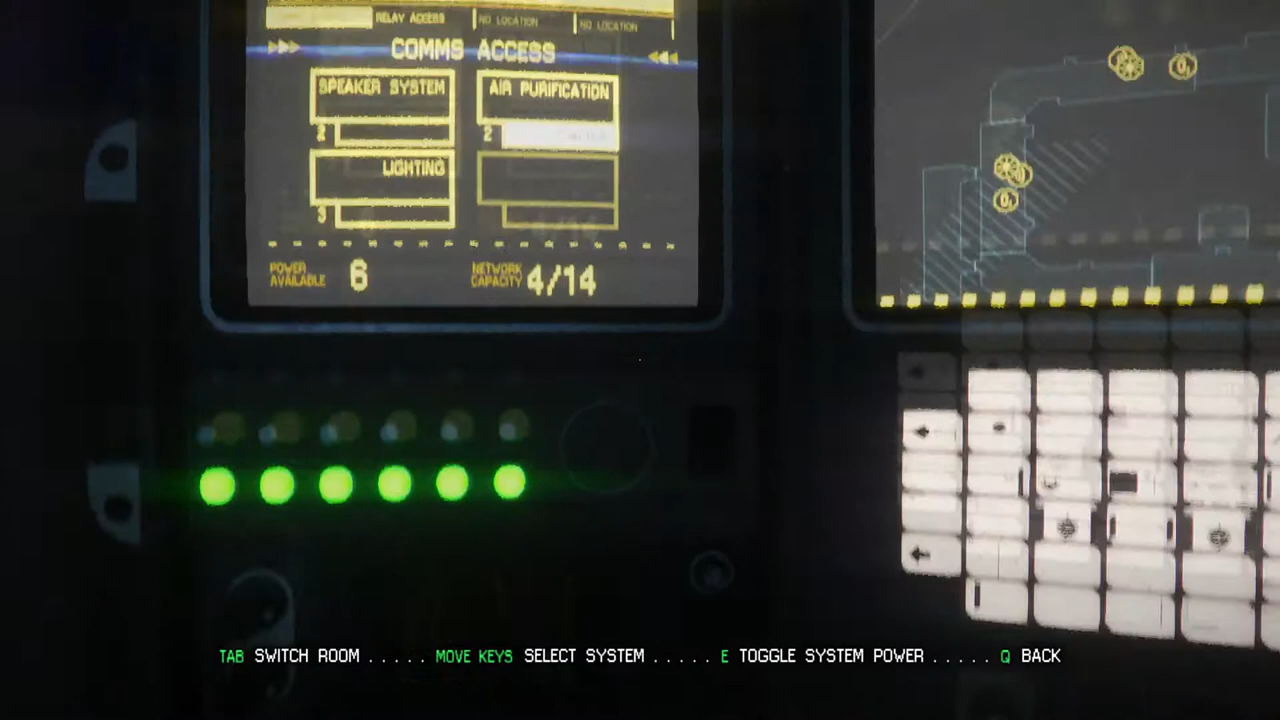 RELAY ACCESS
NO LOCATION
NO LOCATION
COMMS ACCESS
SPEAKER SYSTEM
AIR PURIFICATION
2
2
LIGHTING
3
POWER AVAILABLE 6
NETWORK CAPACITY 4/14
TAB SWITCH ROOM ..... MOVE KEYS SELECT SYSTEM ..... E TOGGLE SYSTEM POWER ..... Q BACK